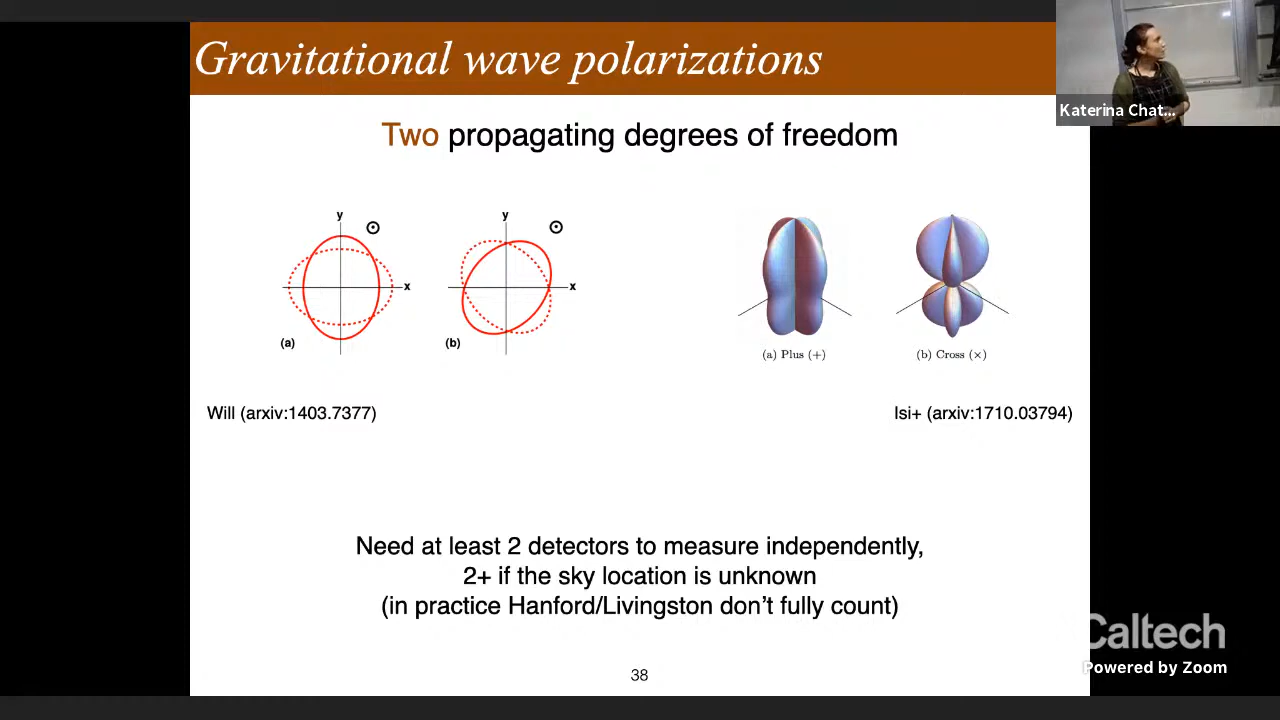 Gravitational wave polarizations
Katerina Chat...
Two propagating degrees of freedom
y
x
(a)
y
x
(b)
(a) Plus (+)
(b) Cross (×)
Will (arxiv:1403.7377)
Isi+ (arxiv:1710.03794)
Need at least 2 detectors to measure independently,
2+ if the sky location is unknown
(in practice Hanford/Livingston don’t fully count)
38
Caltech
Powered by Zoom